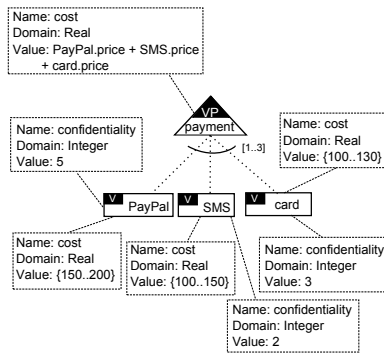 Name: cost
Domain: Real
Value: PayPal.price + SMS.price
+ card.price
VP
payment
[1..3]
Name: confidentiality
Domain: Integer
Value: 5
Name: cost
Domain: Real
Value: {100..130}
V PayPal
V SMS
V card
Name: cost
Domain: Real
Value: {150..200}
Name: cost
Domain: Real
Value: {100..150}
Name: confidentiality
Domain: Integer
Value: 3
Name: confidentiality
Domain: Integer
Value: 2